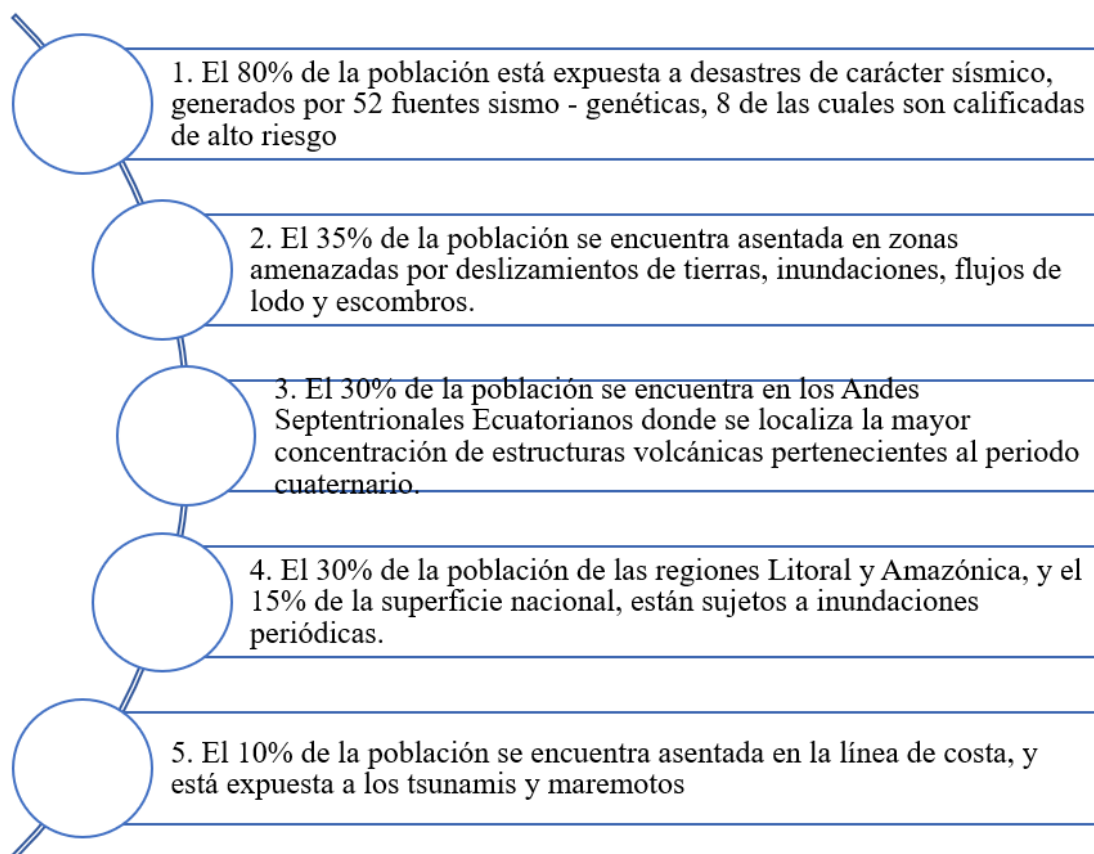 1. El 80% de la población está expuesta a desastres de carácter sísmico,
generados por 52 fuentes sismo - genéticas, 8 de las cuales son calificadas
de alto riesgo
2. El 35% de la población se encuentra asentada en zonas
amenazadas por deslizamientos de tierras, inundaciones, flujos de
lodo y escombros.
3. El 30% de la población se encuentra en los Andes
Septentrionales Ecuatorianos donde se localiza la mayor
concentración de estructuras volcánicas pertenecientes al periodo
cuaternario.
4. El 30% de la población de las regiones Litoral y Amazónica, y el
15% de la superficie nacional, están sujetos a inundaciones
periódicas.
5. El 10% de la población se encuentra asentada en la línea de costa, y
está expuesta a los tsunamis y maremotos